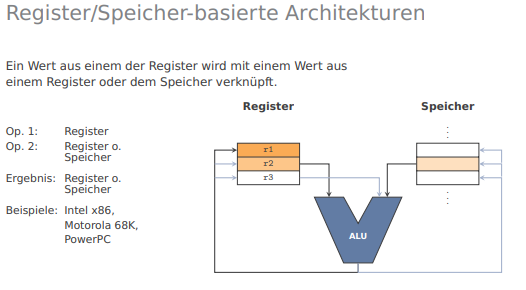 Register/Speicher-basierte Architekturen
Ein Wert aus einem der Register wird mit einem Wert aus
einem Register oder dem Speicher verknüpft.
Register
Speicher
Op. 1: Register
Op. 2: Register o.
Speicher
Ergebnis: Register o.
Speicher
Beispiele: Intel x86,
Motorola 68K,
PowerPC
r1
r2
r3
ALU